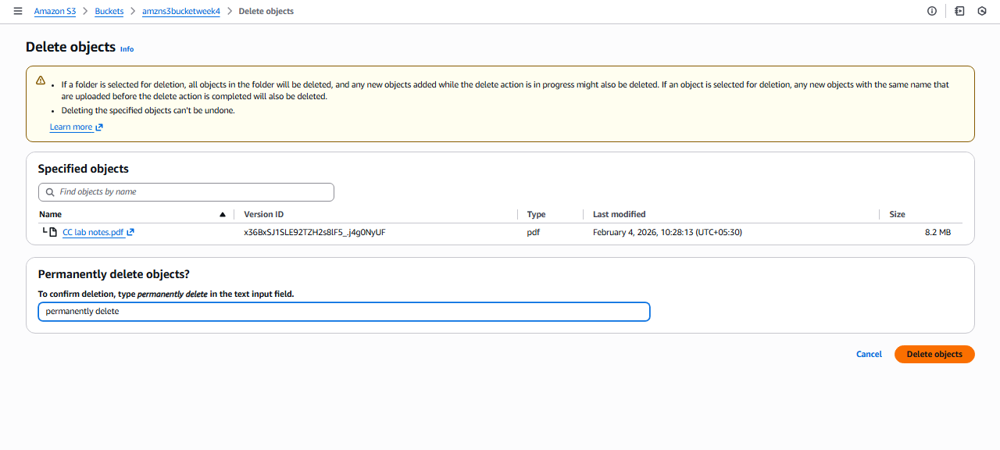 Amazon S3 > Buckets > amzns3bucketweek4 > Delete objects
Delete objects Info
• If a folder is selected for deletion, all objects in the folder will be deleted, and any new objects added while the delete action is in progress might also be deleted. If an object is selected for deletion, any new objects with the same name that
are uploaded before the delete action is completed will also be deleted.
• Deleting the specified objects can't be undone.
Learn more
Specified objects
Find objects by name
Name Version ID Type Last modified Size
CC lab notes.pdf x36BxSJ1SLE92TZH2s8lF5_.j4g0NyUF pdf February 4, 2026, 10:28:13 (UTC+05:30) 8.2 MB
Permanently delete objects?
To confirm deletion, type permanently delete in the text input field.
permanently delete
Cancel Delete objects